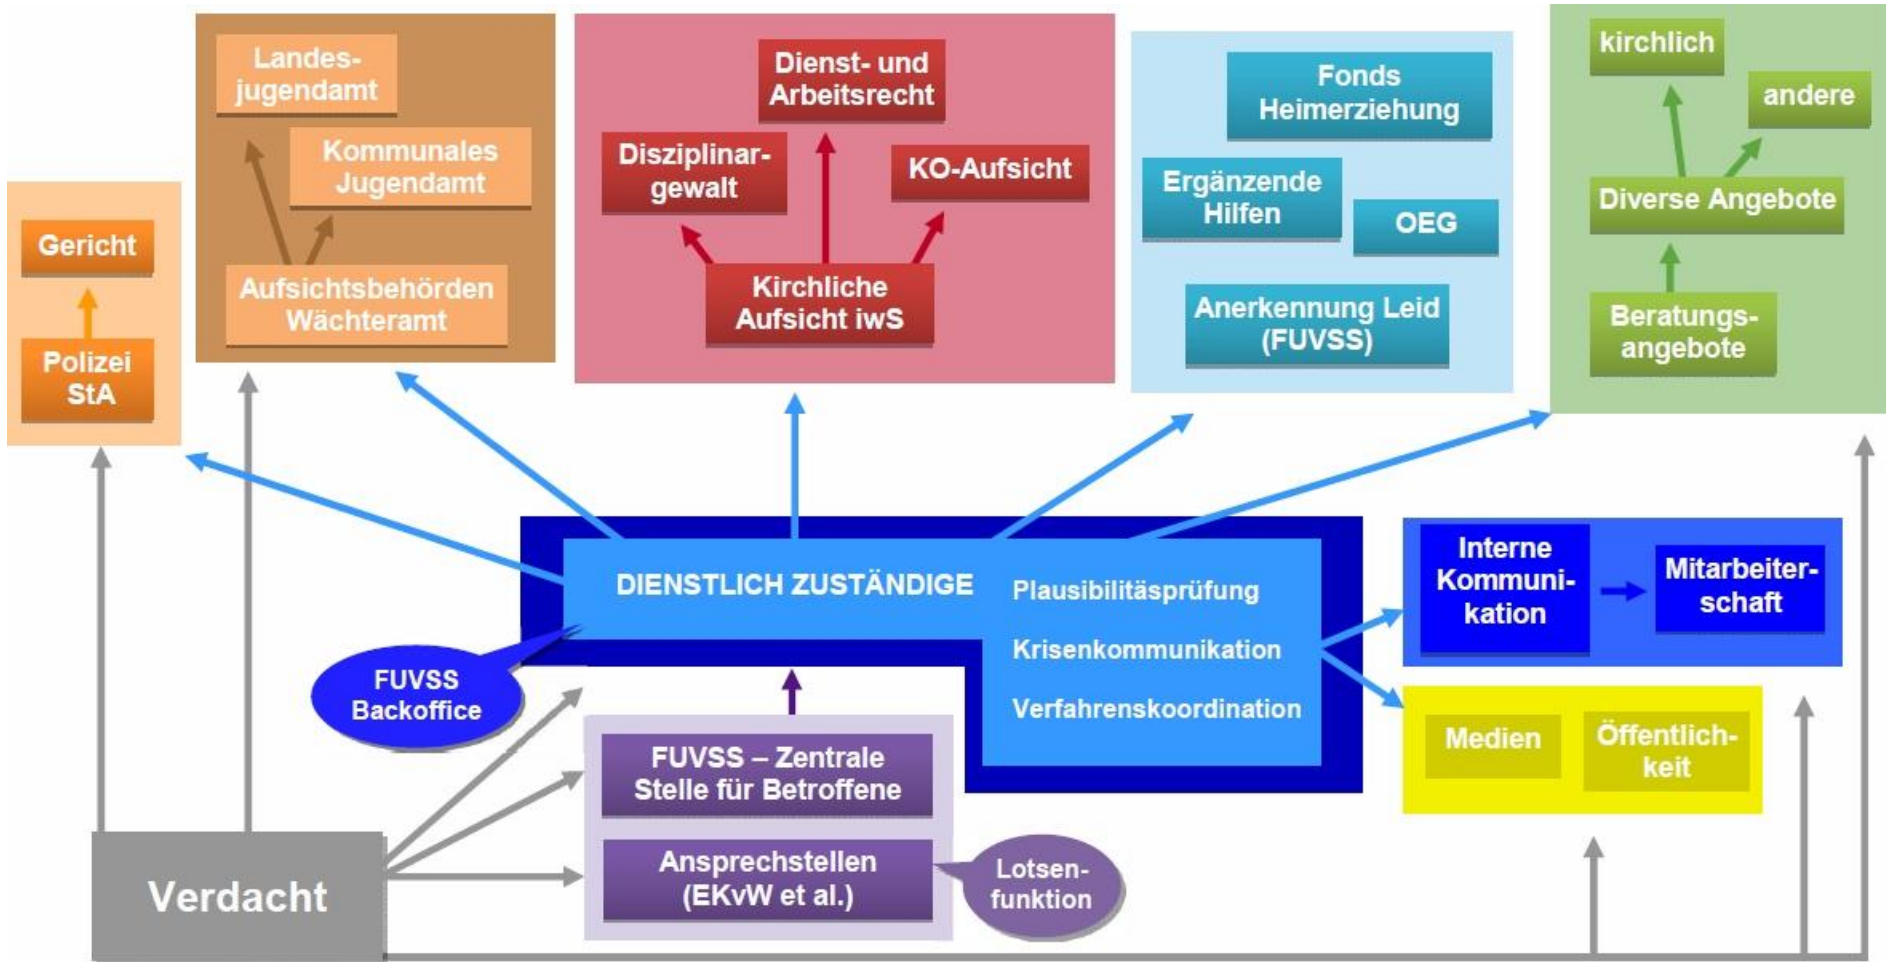 Landes-
jugendamt
Kommunales
Jugendamt
Aufsichtsbehörden
Wächteramt
Gericht
Polizei
StA
Dienst- und
Arbeitsrecht
Disziplinar-
gewalt
KO-Aufsicht
Kirchliche
Aufsicht iwS
Fonds
Heimerziehung
Ergänzende
Hilfen
OEG
Anerkennung Leid
(FUVSS)
kirchlich
andere
Diverse Angebote
Beratungs-
angebote
DIENSTLICH ZUSTÄNDIGE
Plausibilitäsprüfung
Krisenkommunikation
Verfahrenskoordination
FUVSS
Backoffice
Interne
Kommuni-
kation
Mitarbeiter-
schaft
Medien
Öffentlich-
keit
FUVSS – Zentrale
Stelle für Betroffene
Ansprechstellen
(EKvW et al.)
Lotsen-
funktion
Verdacht